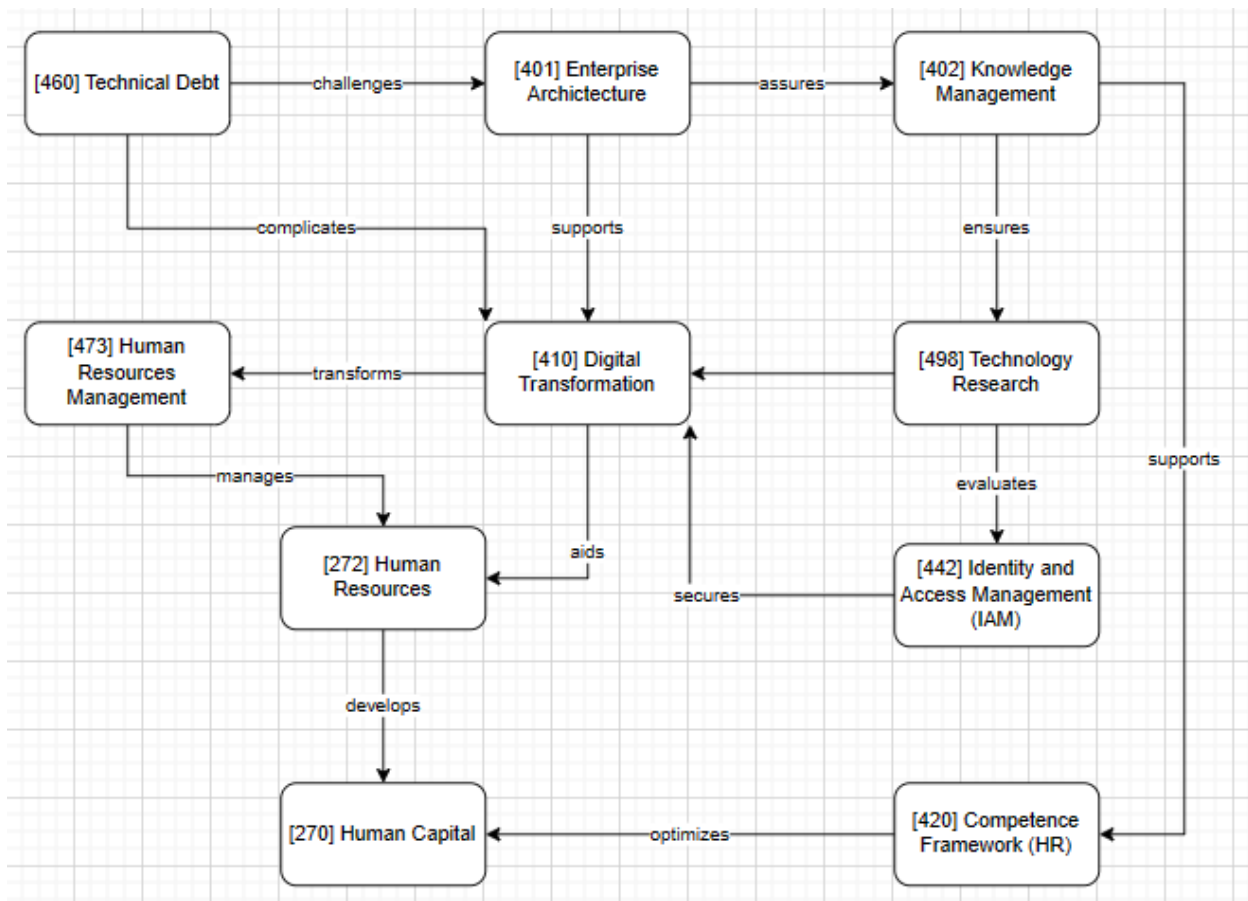 [460] Technical Debt
challenges
[401] Enterprise
Archictecture
assures
[402] Knowledge
Management
complicates
supports
ensures
[473] Human
Resources
Management
transforms
[410] Digital
Transformation
[498] Technology
Research
manages
evaluates
supports
[272] Human
Resources
aids
secures
[442] Identity and
Access Management
(IAM)
develops
[270] Human Capital
optimizes
[420] Competence
Framework (HR)